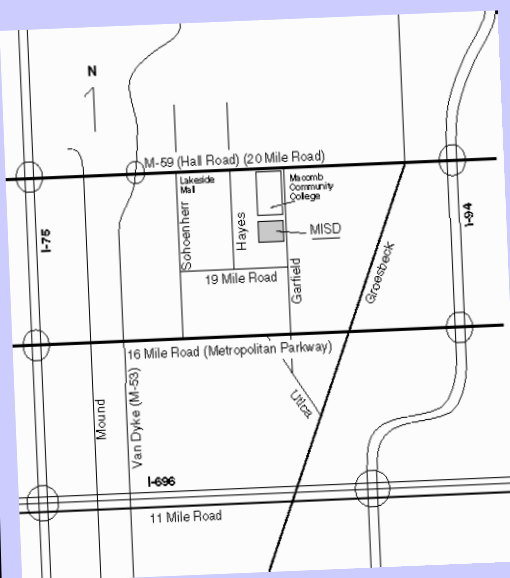 N
M-59 (Hall Road) (20 Mile Road)
Lakeside
Mall
Macomb
Community
College
Schoenherr
Hayes
MISD
I-75
I-94
19 Mile Road
Garfield
Groesbeck
16 Mile Road (Metropolitan Parkway)
Utica
Mound
Van Dyke (M-53)
I-696
11 Mile Road